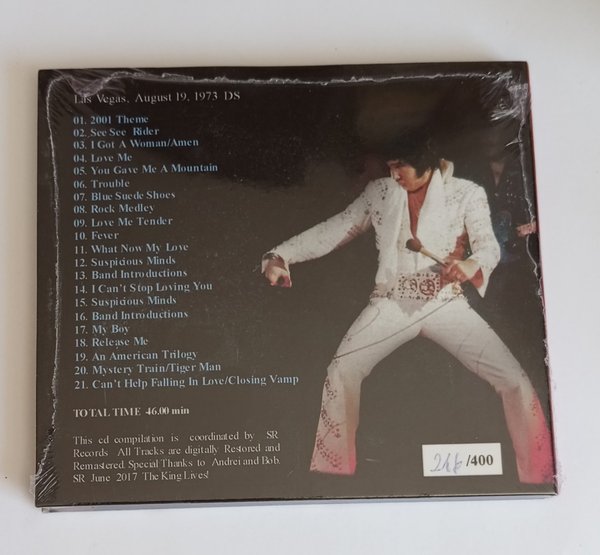 Las Vegas, August 19, 1973 DS
01. 2001 Theme
02. See See Rider
03. I Got A Woman/Amen
04. Love Me
05. You Gave Me A Mountain
06. Trouble
07. Blue Suede Shoes
08. Rock Medley
09. Love Me Tender
10. Fever
11. What Now My Love
12. Suspicious Minds
13. Band Introductions
14. I Can't Stop Loving You
15. Suspicious Minds
16. Band Introductions
17. My Boy
18. Release Me
19. An American Trilogy
20. Mystery Train/Tiger Man
21. Can't Help Falling In Love/Closing Vamp
TOTAL TIME 46.00 min
This cd compilation is coordinated by SR
Records All Tracks are digitally Restored and
Remastered. Special Thanks to Andrei and Bob.
SR June 2017 The King Lives!
/400